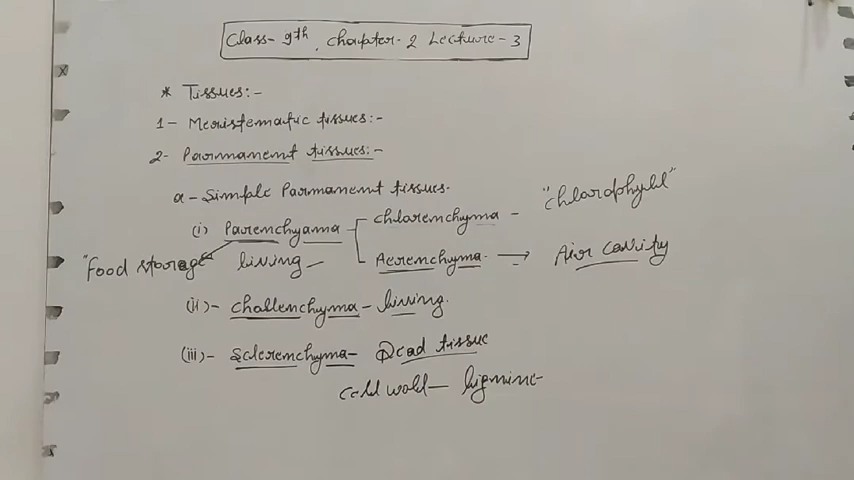 Class- 9th, Chapter-2 Lecture-3
* Tissues:-
1- Meristematic tissues:-
2- Parmanent tissues:-
a- Simple Parmanent tissues.
(i) Parenchyama chlorenchyma - "chlorophyll"
Aerenchyma. → Air cavity
"Food storage" living -
(ii)- Chollenchyma - living.
(iii)- Sclerenchyma- Dead tissue
cell wall - lignine